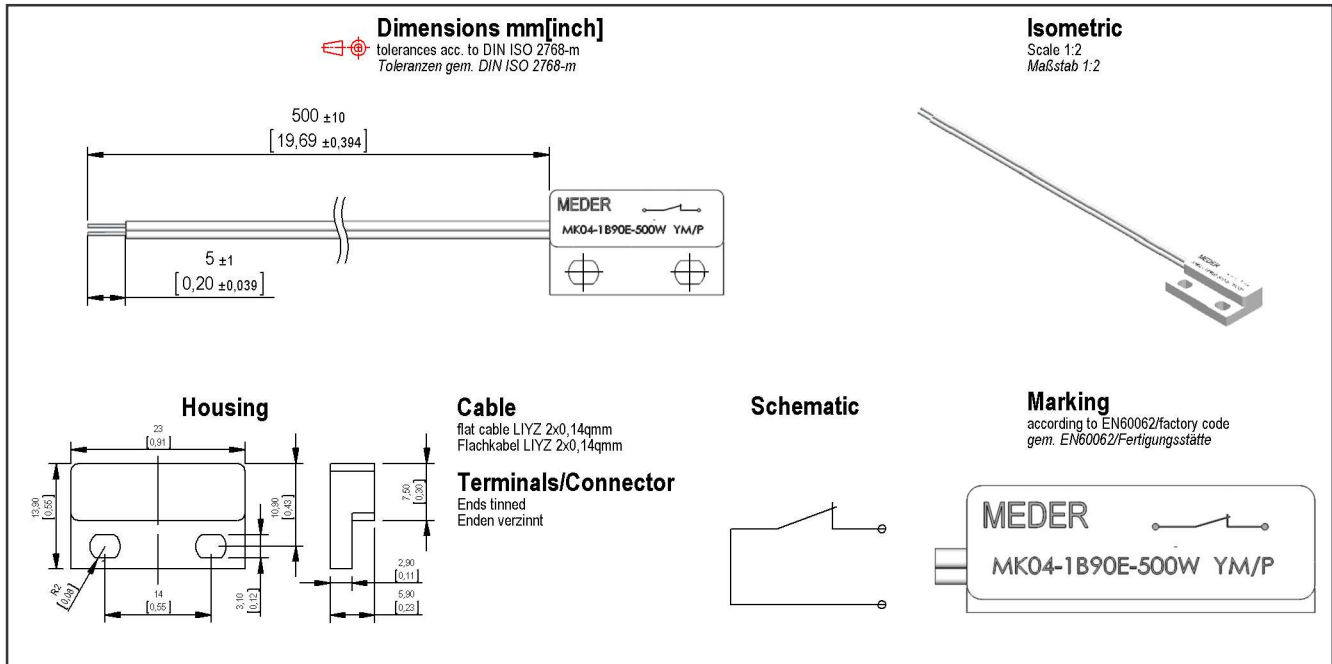 Dimensions mm[inch]
tolerances acc. to DIN ISO 2768-m
Toleranzen gem. DIN ISO 2768-m
Isometric
Scale 1:2
Maßstab 1:2
500 ±10
[19,69 ±0,394]
MEDER
MK04-1B90E-500W YM/P
5 ±1
[0,20 ±0,039]
MEDER
Housing
23
[0,91]
13,90
[0,55]
10,90
[0,43]
7,50
[0,30]
R2
[0,08]
14
[0,55]
3,10
[0,12]
2,90
[0,11]
5,90
[0,23]
Cable
flat cable LIYZ 2x0,14qmm
Flachkabel LIYZ 2x0,14qmm
Terminals/Connector
Ends tinned
Enden verzinnt
Schematic
Marking
according to EN60062/factory code
gem. EN60062/Fertigungsstätte
MEDER
MK04-1B90E-500W YM/P